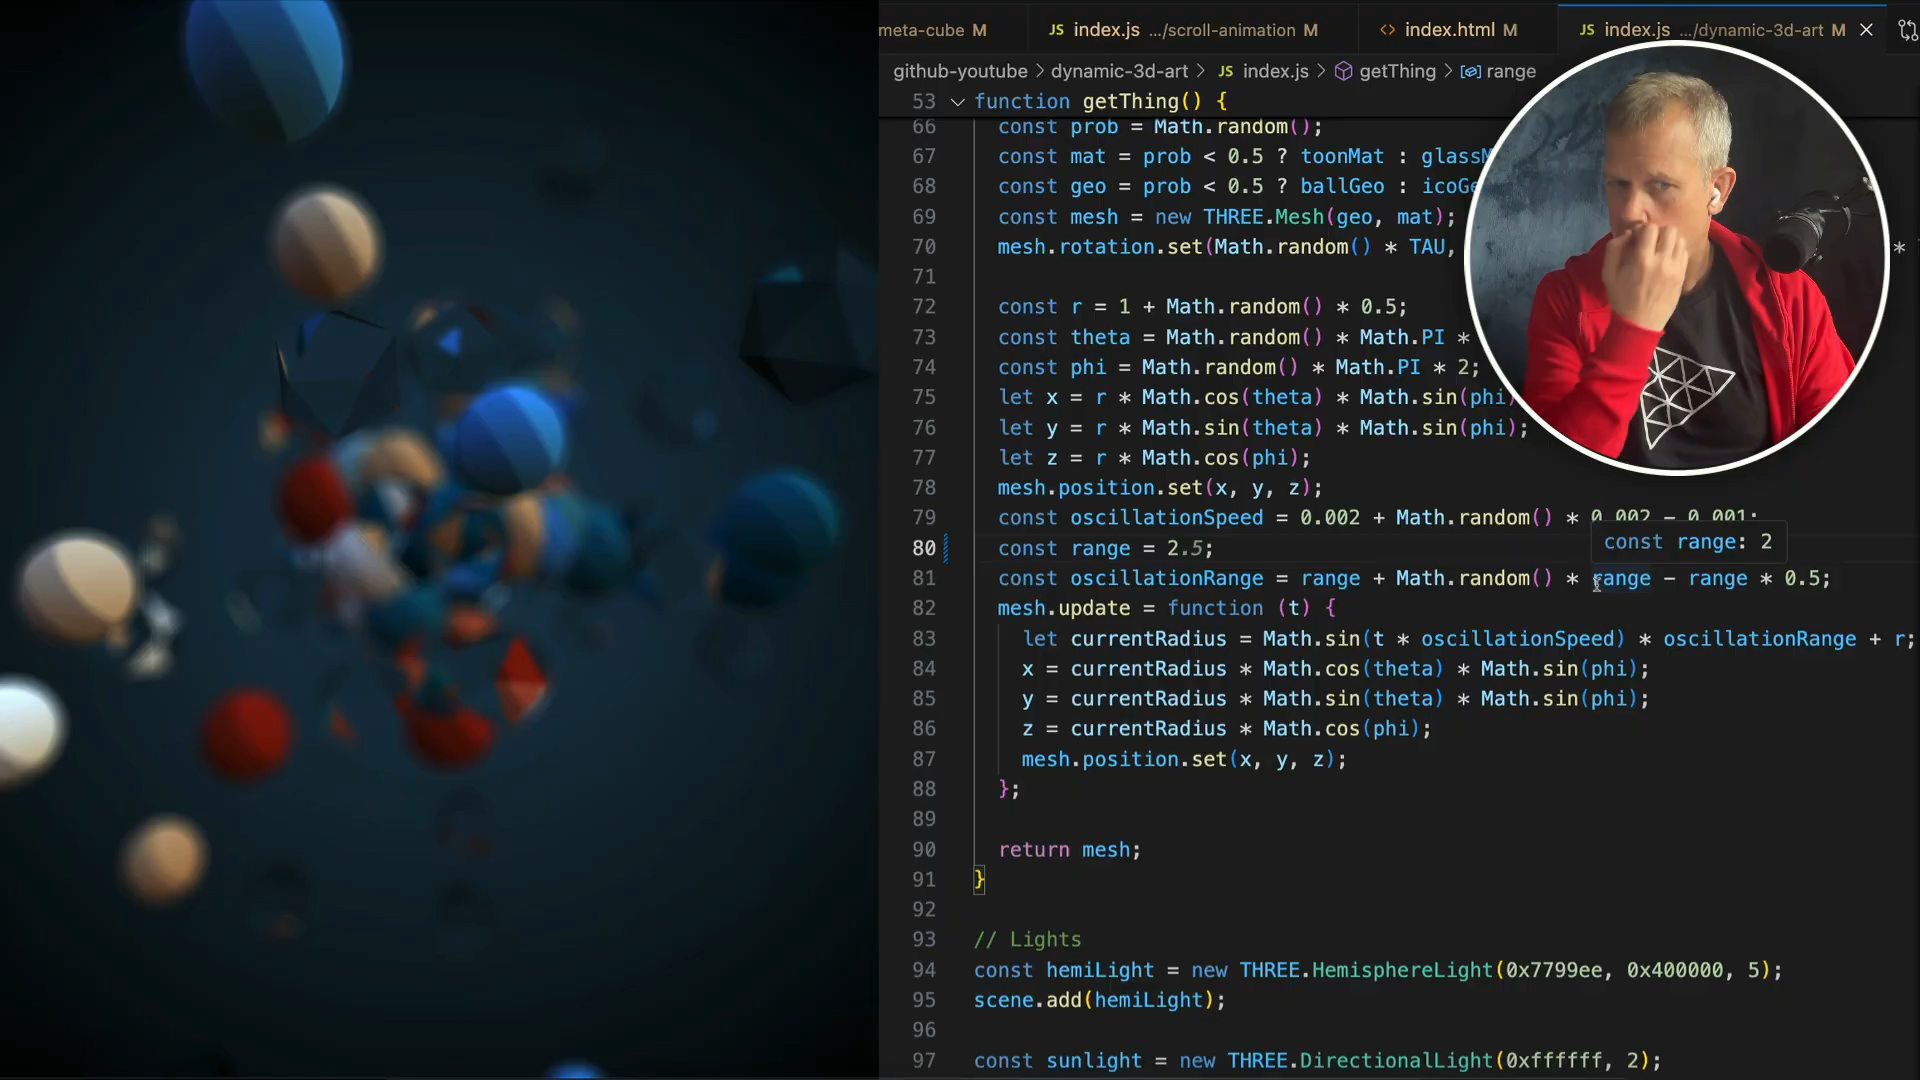 meta-cube M
JS index.js .../scroll-animation M
<> index.html M
JS index.js .../dynamic-3d-art M
github-youtube > dynamic-3d-art > JS index.js > getThing > range
53 function getThing() {
66 const prob = Math.random();
67 const mat = prob < 0.5 ? toonMat :
68 const geo = prob < 0.5 ? ballGeo :
69 const mesh = new THREE.Mesh(geo, mat);
70 mesh.rotation.set(Math.random() * TAU, *
71
72 const r = 1 + Math.random() * 0.5;
73 const theta = Math.random() * Math.PI *
74 const phi = Math.random() * Math.PI * 2;
75 let x = r * Math.cos(theta) * Math.sin(phi)
76 let y = r * Math.sin(theta) * Math.sin(phi);
77 let z = r * Math.cos(phi);
78 mesh.position.set(x, y, z);
79 const oscillationSpeed = 0.002 + Math.random() * 0.002 - 0.001;
80 const range = 2.5;
const range: 2
81 const oscillationRange = range + Math.random() * range - range * 0.5;
82 mesh.update = function (t) {
83 let currentRadius = Math.sin(t * oscillationSpeed) * oscillationRange + r;
84 x = currentRadius * Math.cos(theta) * Math.sin(phi);
85 y = currentRadius * Math.sin(theta) * Math.sin(phi);
86 z = currentRadius * Math.cos(phi);
87 mesh.position.set(x, y, z);
88 };
89
90 return mesh;
91 }
92
93 // Lights
94 const hemiLight = new THREE.HemisphereLight(0x7799ee, 0x400000, 5);
95 scene.add(hemiLight);
96
97 const sunlight = new THREE.DirectionalLight(0xffffff, 2);